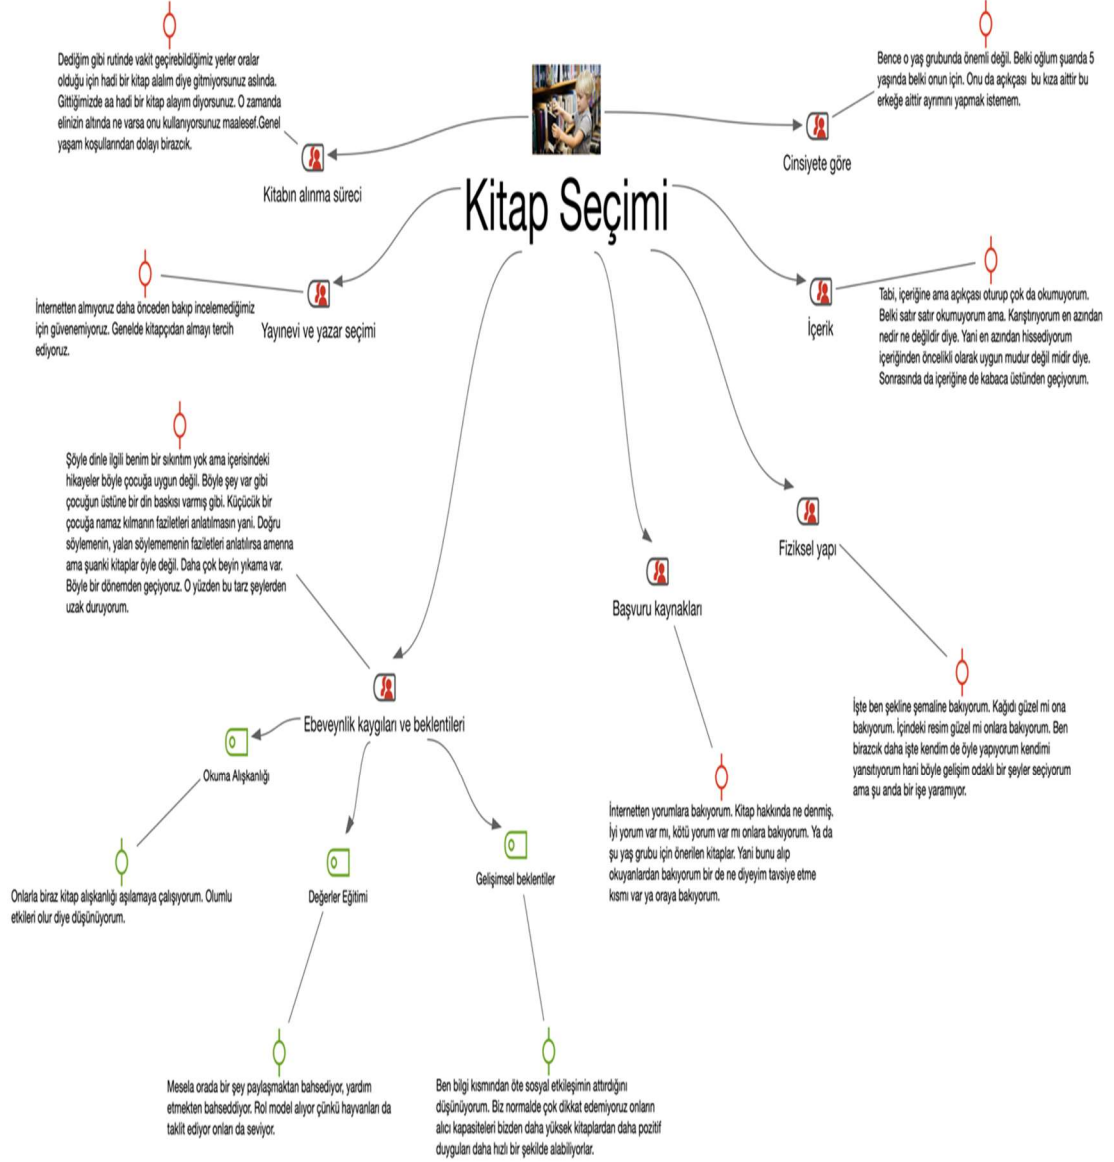 Dediğim gibi rutinde vakit geçirebildiğimiz yerler oralar
olduğu için hadi bir kitap alalım diye gitmiyorsunuz aslında.
Gittiğimizde aa hadi bir kitap alayım diyorsunuz. O zamanda
elinizin altında ne varsa onu kullanıyorsunuz maalesef.Genel
yaşam koşullarından dolayı birazcık.
Kitabın alınma süreci
Bence o yaş grubunda önemli değil. Belki oğlum şuanda 5
yaşında belki onun için. Onu da açıkçası bu kıza aittir bu
erkeğe aittir ayrımını yapmak istemem.
Cinsiyete göre
Kitap Seçimi
İnternetten almıyoruz daha önceden bakıp incelemediğimiz
için güvenemiyoruz. Genelde kitapçıdan almayı tercih
ediyoruz.
Yayınevi ve yazar seçimi
İçerik
Tabi, içeriğine ama açıkçası oturup çok da okumuyorum.
Belki satır satır okumuyorum ama. Karıştırıyorum en azından
nedir ne değildir diye. Yani en azından hissediyorum
içeriğinden öncelikli olarak uygun mudur değil midir diye.
Sonrasında da içeriğine de kabaca üstünden geçiyorum.
Şöyle dinle ilgili benim bir sıkıntım yok ama içerisindeki
hikayeler böyle çocuğa uygun değil. Böyle şey var gibi
çocuğun üstüne bir din baskısı varmış gibi. Küçücük bir
çocuğa namaz kılmanın faziletleri anlatılmasın yani. Doğru
söylemenin, yalan söylememenin faziletleri anlatılırsa amenna
ama şuanki kitaplar öyle değil. Daha çok beyin yıkama var.
Böyle bir dönemden geçiyoruz. O yüzden bu tarz şeylerden
uzak duruyorum.
Fiziksel yapı
Başvuru kaynakları
Ebeveynlik kaygıları ve beklentileri
İşte ben şekline şemaline bakıyorum. Kağıdı güzel mi ona
bakıyorum. İçindeki resim güzel mi onlara bakıyorum. Ben
birazcık daha işte kendim de öyle yapıyorum kendimi
yansıtıyorum hani böyle gelişim odaklı bir şeyler seçiyorum
ama şu anda bir işe yaramıyor.
Okuma Alışkanlığı
İnternetten yorumlara bakıyorum. Kitap hakkında ne denmiş.
İyi yorum var mı, kötü yorum var mı onlara bakıyorum. Ya da
şu yaş grubu için önerilen kitaplar. Yani bunu alıp
okuyanlardan bakıyorum bir de ne diyeyim tavsiye etme
kısmı var ya oraya bakıyorum.
Onlarla biraz kitap alışkanlığı aşılamaya çalışıyorum. Olumlu
etkileri olur diye düşünüyorum.
Değerler Eğitimi
Gelişimsel beklentiler
Mesela orada bir şey paylaşmaktan bahsediyor, yardım
etmekten bahseddiyor. Rol model alıyor çünkü hayvanları da
taklit ediyor onları da seviyor.
Ben bilgi kısmından öte sosyal etkileşimin attırdığını
düşünüyorum. Biz normalde çok dikkat edemiyoruz onların
alıcı kapasiteleri bizden daha yüksek kitaplardan daha pozitif
duyguları daha hızlı bir şekilde alabiliyorlar.